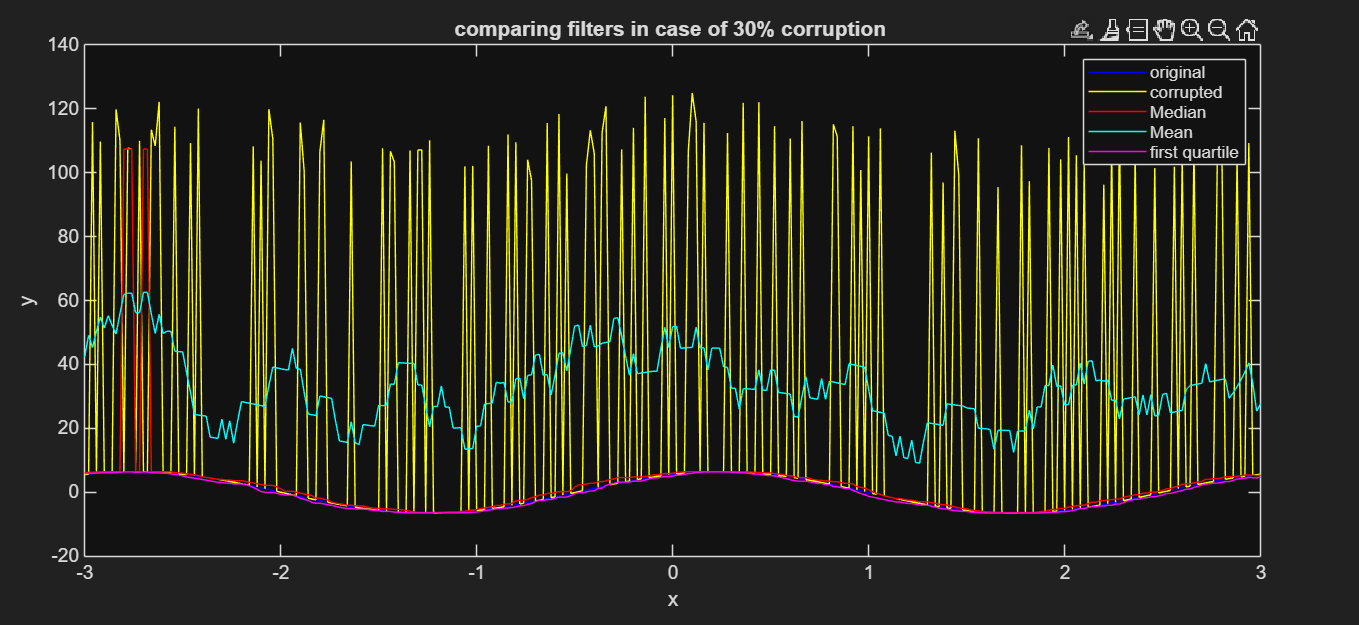 comparing filters in case of 30% corruption
140
120
100
80
60
40
20
0
-20
y
-3
-2
-1
0
1
2
3
x
original
corrupted
Median
Mean
first quartile